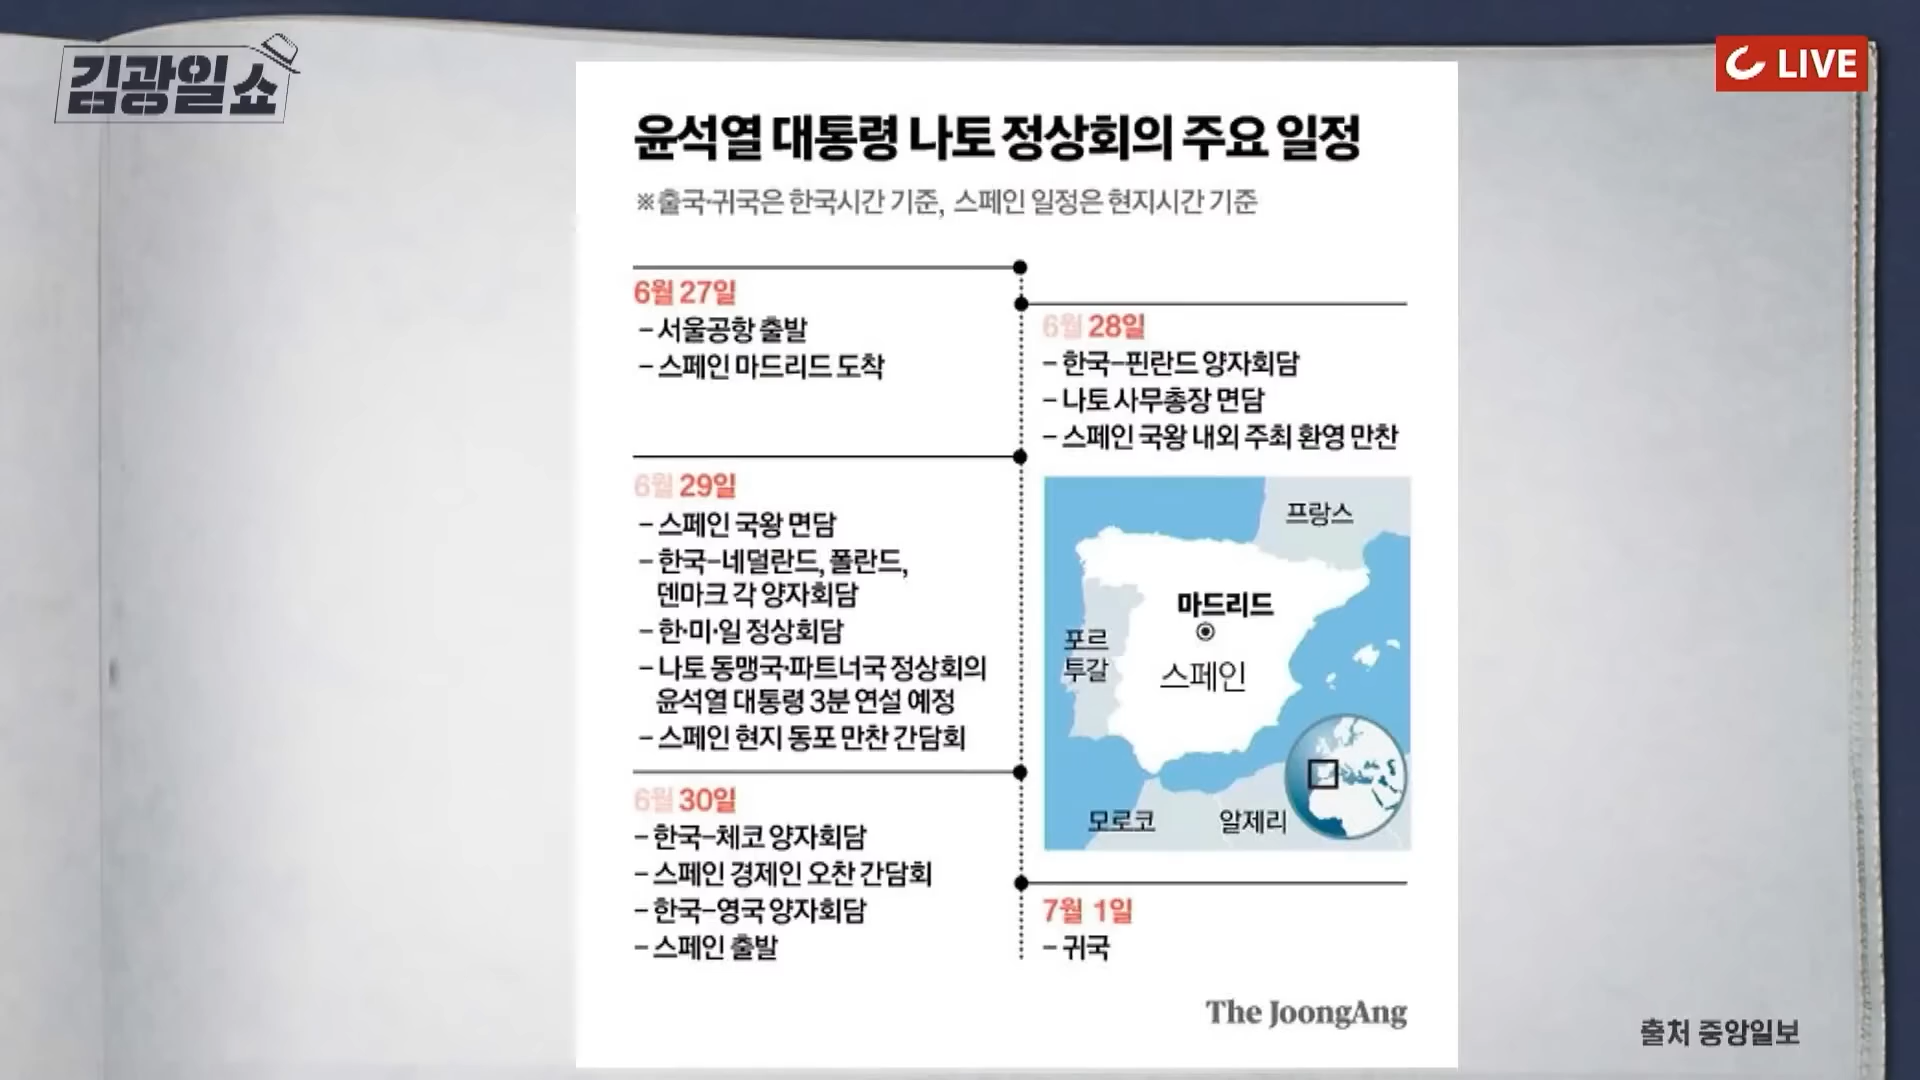 김광일쇼
LIVE
윤석열 대통령 나토 정상회의 주요 일정
※출국·귀국은 한국시간 기준, 스페인 일정은 현지시간 기준
6월 27일
- 서울공항 출발
- 스페인 마드리드 도착
6월 28일
- 한국-핀란드 양자회담
- 나토 사무총장 면담
- 스페인 국왕 내외 주최 환영 만찬
6월 29일
- 스페인 국왕 면담
- 한국-네덜란드, 폴란드,
덴마크 각 양자회담
- 한·미·일 정상회담
- 나토 동맹국·파트너국 정상회의
윤석열 대통령 3분 연설 예정
- 스페인 현지 동포 만찬 간담회
프랑스
마드리드
포르
투갈
스페인
모로코
알제리
6월 30일
- 한국-체코 양자회담
- 스페인 경제인 오찬 간담회
- 한국-영국 양자회담
- 스페인 출발
7월 1일
- 귀국
The JoongAng
출처 중앙일보